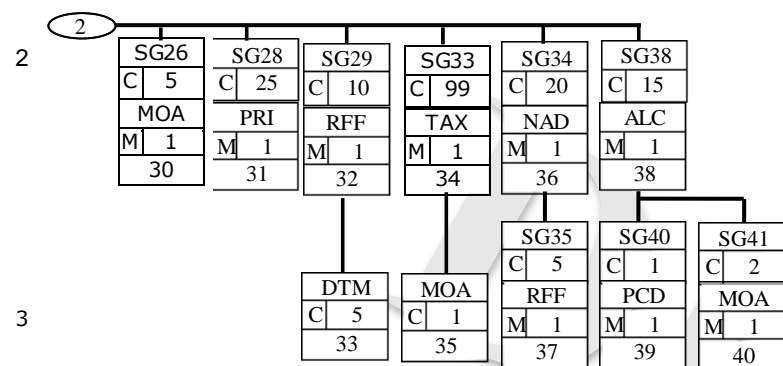 2
2
SG26 SG28 SG29 SG33 SG34 SG38
C 5 C 25 C 10 C 99 C 20 C 15
MOA PRI RFF TAX NAD ALC
M 1 M 1 M 1 M 1 M 1 M 1
30 31 32 34 36 38
SG35 SG40 SG41
C 5 C 1 C 2
DTM MOA RFF PCD MOA
3
C 5 C 1 M 1 M 1 M 1
33 35 37 39 40